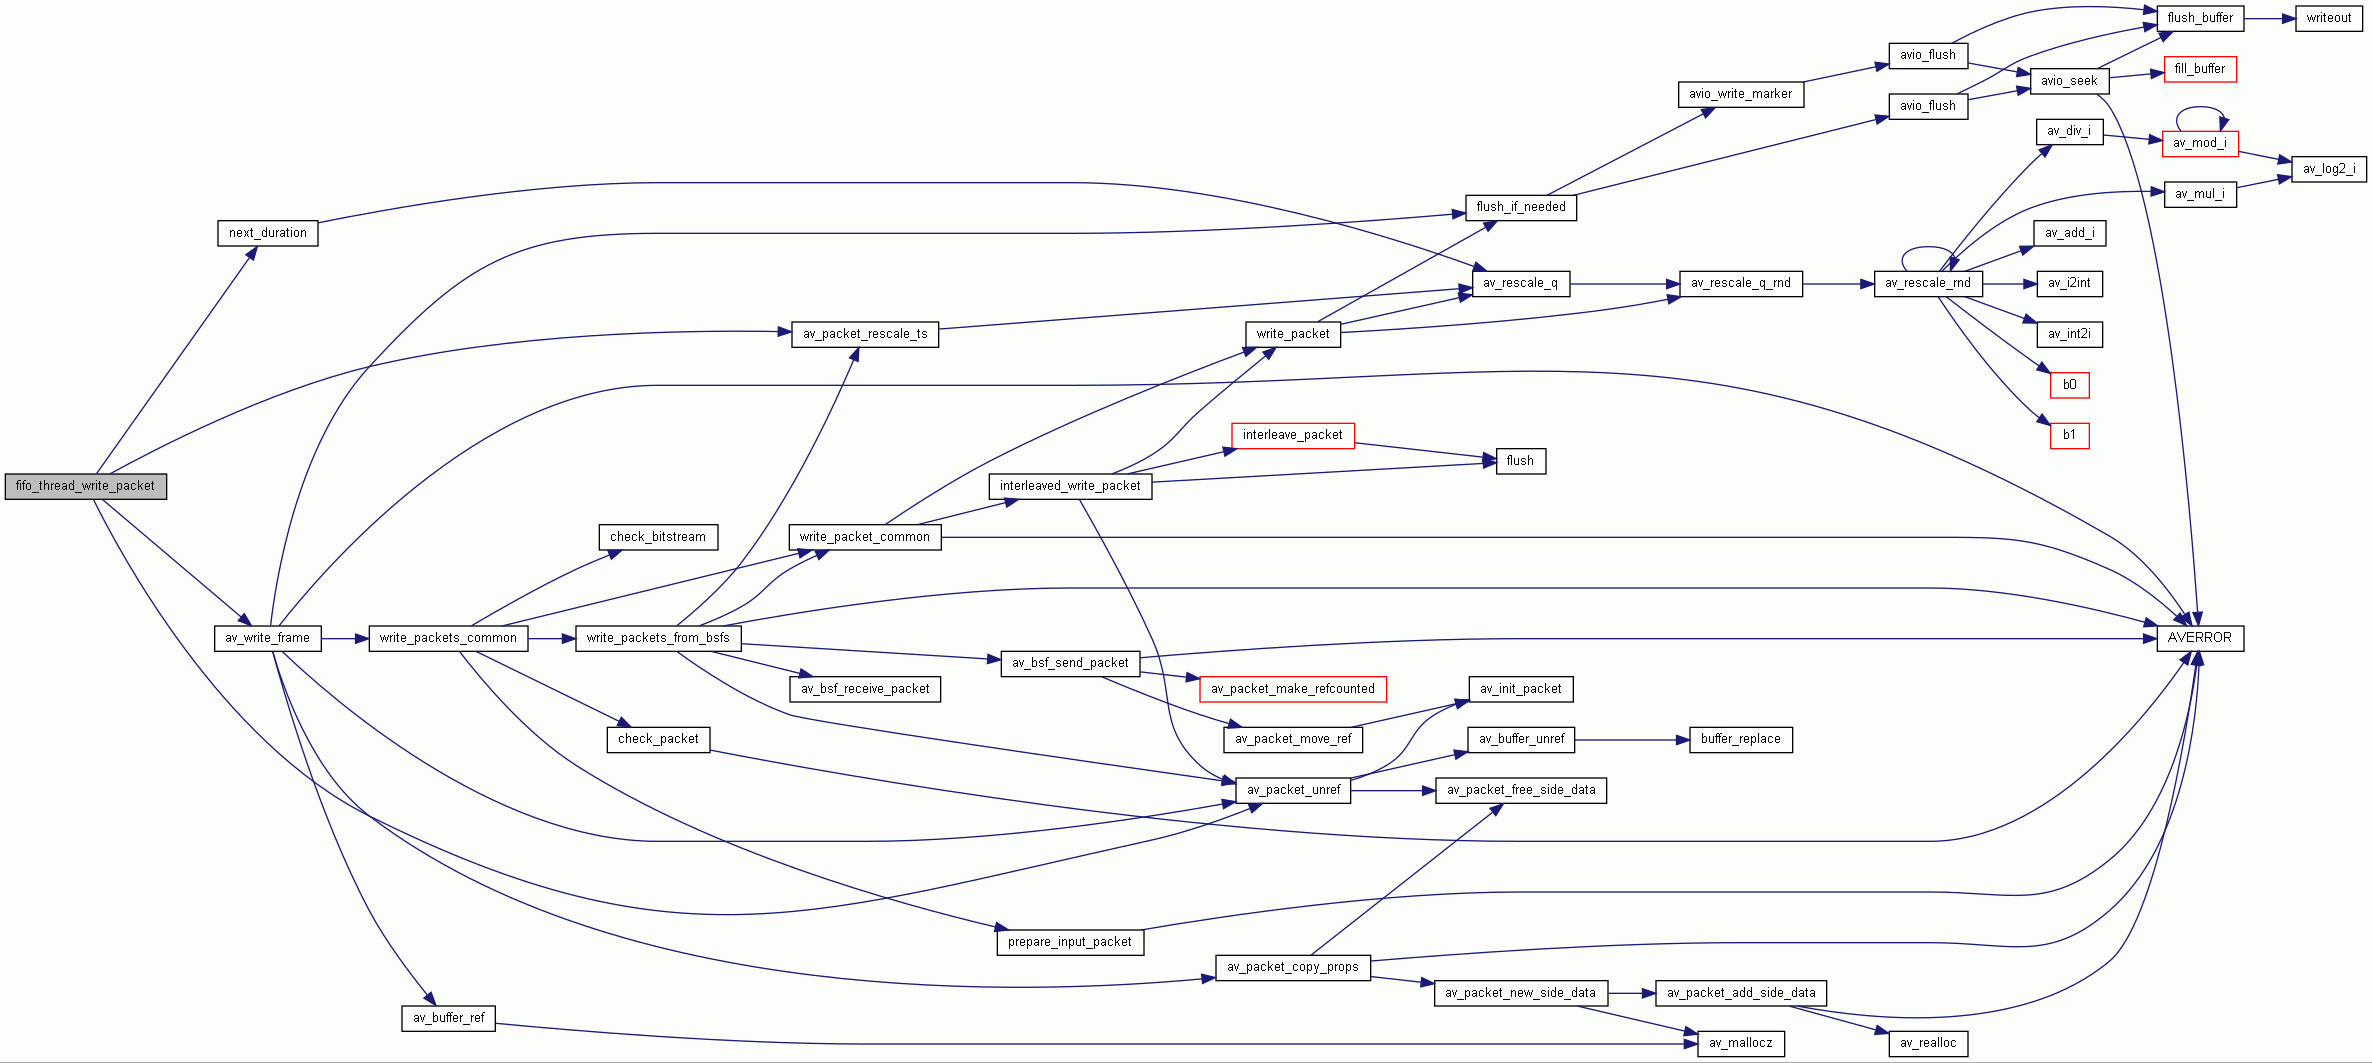 flush_buffer
writeout
avio_flush
fill_buffer
avio_seek
avio_write_marker
avio_flush
av_div_i
av_mod_i
av_log2_i
av_mul_i
flush_if_needed
next_duration
av_add_i
av_rescale_q
av_rescale_q_rnd
av_rescale_rnd
av_i2int
av_packet_rescale_ts
write_packet
av_int2i
b0
interleave_packet
b1
flush
fifo_thread_write_packet
interleaved_write_packet
check_bitstream
write_packet_common
av_write_frame
write_packets_common
write_packets_from_bsfs
AVERROR
av_bsf_send_packet
av_bsf_receive_packet
av_packet_make_refcounted
av_init_packet
check_packet
av_packet_move_ref
av_buffer_unref
buffer_replace
av_packet_unref
av_packet_free_side_data
prepare_input_packet
av_packet_copy_props
av_packet_new_side_data
av_packet_add_side_data
av_buffer_ref
av_mallocz
av_realloc